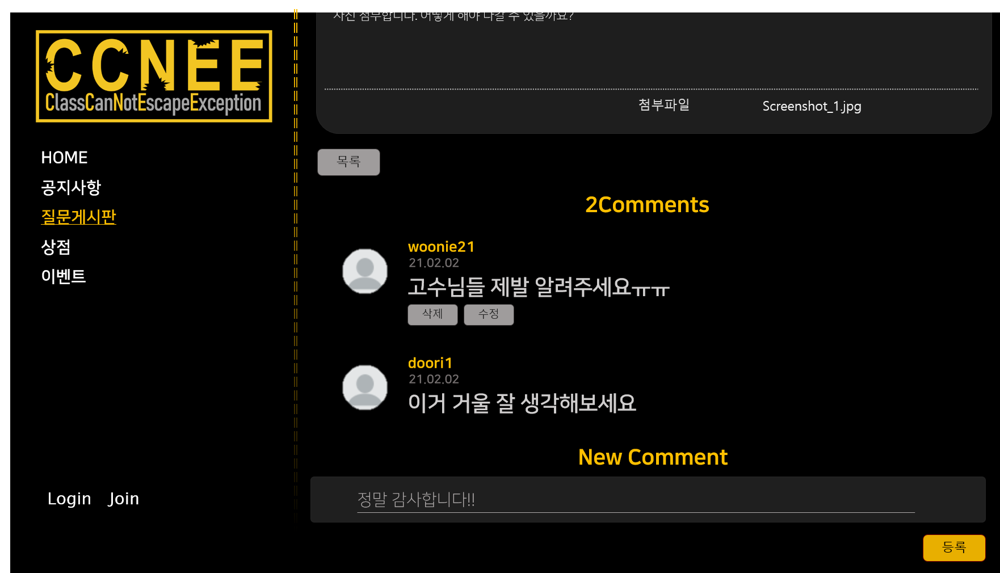 CCNEE
ClassCanNotEscapeException
HOME
공지사항
질문게시판
상점
이벤트
Login Join
사진 첨부합니다. 어떻게 해야 나갈 수 있을까요?
첨부파일 Screenshot_1.jpg
목록
2Comments
woonie21
21.02.02
고수님들 제발 알려주세요ㅠㅠ
삭제 수정
doori1
21.02.02
이거 거울 잘 생각해보세요
New Comment
정말 감사합니다!!
등록